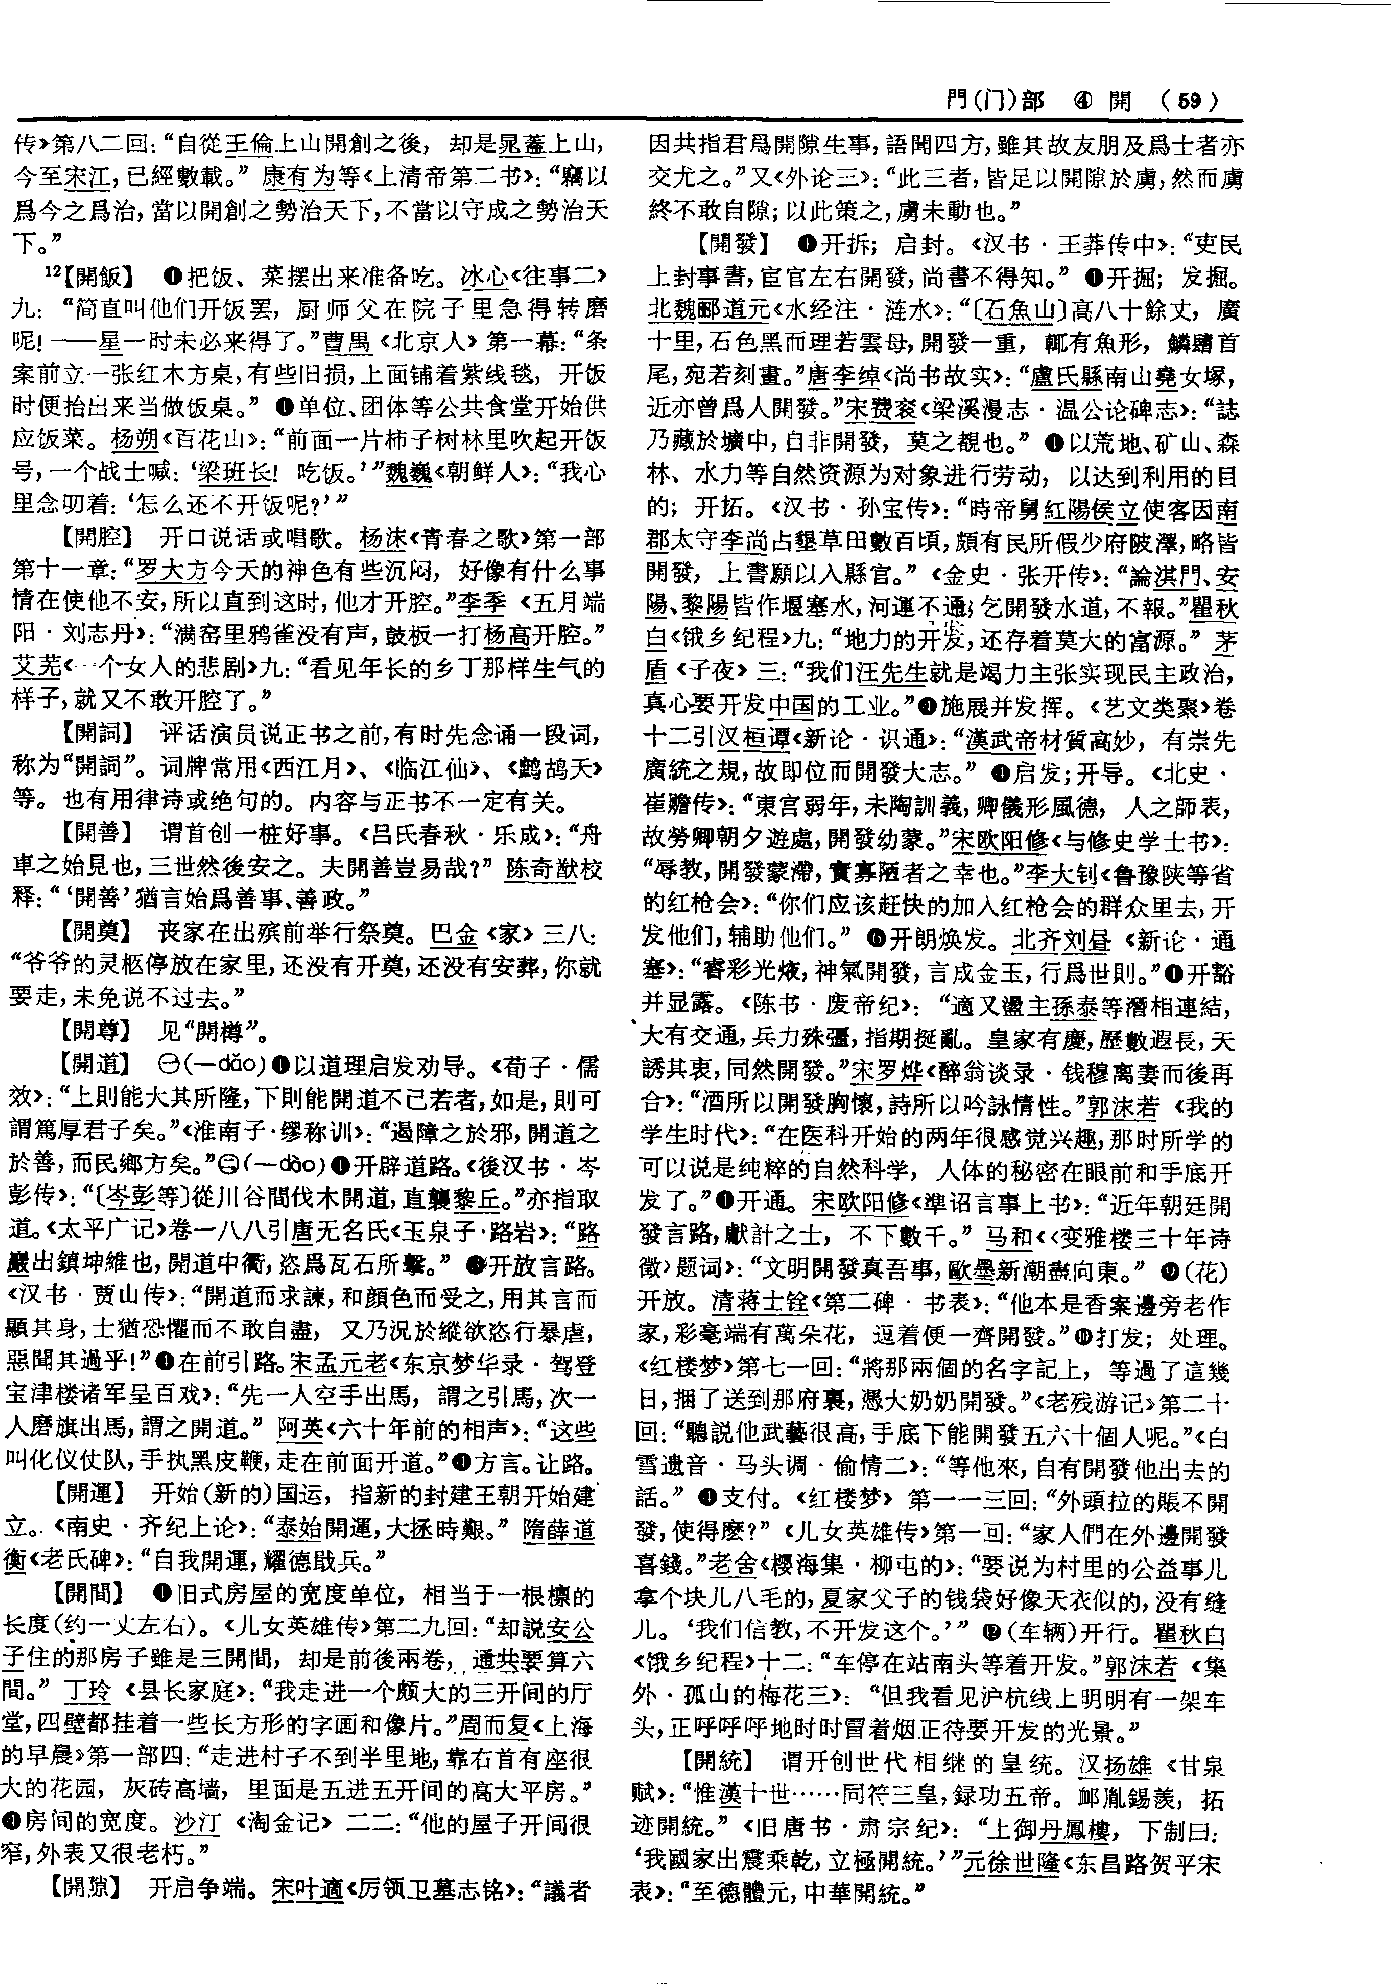 門(门)部 ④ 開 (59)
传》第八二回：“自從王倫上山開創之後，却是晁蓋上山，
今至宋江，已經數載。” 康有为等《上清帝第二书》：“竊以
爲今之爲治，當以開創之勢治天下，不當以守成之勢治天
下。”
12【開飯】 ❶把饭、菜摆出来准备吃。冰心《往事二》
九：“简直叫他们开饭罢，厨师父在院子里急得转磨
呢！——星一时未必来得了。”曹禺《北京人》第一幕：“条
案前立一张红木方桌，有些旧损，上面铺着紫线毯，开饭
时便抬出来当做饭桌。” ❶单位、团体等公共食堂开始供
应饭菜。杨朔《百花山》：“前面一片柿子树林里吹起开饭
号，一个战士喊：‘梁班长！吃饭。’”魏巍《朝鲜人》：“我心
里念叨着：‘怎么还不开饭呢？’”
【開腔】 开口说话或唱歌。杨沫《青春之歌》第一部
第十一章：“罗大方今天的神色有些沉闷，好像有什么事
情在使他不安，所以直到这时，他才开腔。”李季《五月端
阳·刘志丹》：“满窑里鸦雀没有声，鼓板一打杨高开腔。”
艾芜《一个女人的悲剧》九：“看见年长的乡丁那样生气的
样子，就又不敢开腔了。”
【開詞】 评话演员说正书之前，有时先念诵一段词，
称为“開詞”。词牌常用《西江月》、《临江仙》、《鹧鸪天》
等。也有用律诗或绝句的。内容与正书不一定有关。
【開善】 谓首创一桩好事。《吕氏春秋·乐成》：“舟
車之始見也，三世然後安之。夫開善豈易哉？” 陈奇猷校
释：“‘開善’猶言始爲善事、善政。”
【開奠】 丧家在出殡前举行祭奠。巴金《家》三八：
“爷爷的灵柩停放在家里，还没有开奠，还没有安葬，你就
要走，未免说不过去。”
【開尊】 见“開樽”。
【開道】 ㊀(—dǎo)❶以道理启发劝导。《荀子·儒
效》：“上則能大其所隆，下則能開道不己若者，如是，則可
謂篤厚君子矣。”《淮南子·缪称训》：“遏障之於邪，開道之
於善，而民鄉方矣。”㊁(—dào)❶开辟道路。《後汉书·岑
彭传》：“〔岑彭等〕從川谷間伐木開道，直襲黎丘。”亦指取
道。《太平广记》卷一八八引唐无名氏《玉泉子·路岩》：“路
巖出鎮坤維也，開道中衢，恣爲瓦石所擊。” ❷开放言路。
《汉书·贾山传》：“開道而求諫，和顏色而受之，用其言而
顯其身，士猶恐懼而不敢自盡，又乃況於縱欲恣行暴虐，
惡聞其過乎！”❸在前引路。宋孟元老《东京梦华录·驾登
宝津楼诸军呈百戏》：“先一人空手出馬，謂之引馬，次一
人磨旗出馬，謂之開道。” 阿英《六十年前的相声》：“这些
叫化仪仗队，手执黑皮鞭，走在前面开道。”❹方言。让路。
【開運】 开始(新的)国运，指新的封建王朝开始建
立。《南史·齐纪上论》：“泰始開運，大拯時艱。” 隋薛道
衡《老氏碑》：“自我開運，耀德戢兵。”
【開間】 ❶旧式房屋的宽度单位，相当于一根檩的
长度(约一丈左右)。《儿女英雄传》第二九回：“却説安公
子住的那房子雖是三開間，却是前後兩卷，通共要算六
間。” 丁玲《县长家庭》：“我走进一个颇大的三开间的厅
堂，四壁都挂着一些长方形的字画和像片。”周而复《上海
的早晨》第一部四：“走进村子不到半里地，靠右首有座很
大的花园，灰砖高墙，里面是五进五开间的高大平房。”
❷房间的宽度。沙汀《淘金记》二二：“他的屋子开间很
窄，外表又很老朽。”
【開隙】 开启争端。宋叶適《厉领卫墓志铭》：“議者
因共指君爲開隙生事，語聞四方，雖其故友朋及爲士者亦
交尤之。”又《外论三》：“此三者，皆足以開隙於虜，然而虜
終不敢自隙；以此策之，虜未動也。”
【開發】 ❶开拆；启封。《汉书·王莽传中》：“吏民
上封事書，宦官左右開發，尚書不得知。” ❶开掘；发掘。
北魏郦道元《水经注·涟水》：“〔石魚山〕高八十餘丈，廣
十里，石色黑而理若雲母，開發一重，輒有魚形，鱗鬐首
尾，宛若刻畫。”唐李绰《尚书故实》：“盧氏縣南山堯女塚，
近亦曾爲人開發。”宋费衮《梁溪漫志·温公论碑志》：“誌
乃藏於壙中，自非開發，莫之覩也。” ❶以荒地、矿山、森
林、水力等自然资源为对象进行劳动，以达到利用的目
的；开拓。《汉书·孙宝传》：“時帝舅紅陽侯立使客因南
郡太守李尚占墾草田數百頃，頗有民所假少府陂澤，略皆
開發，上書願以入縣官。” 《金史·张开传》：“論淇門、安
陽、黎陽皆作堰塞水，河運不通；乞開發水道，不報。”瞿秋
白《饿乡纪程》九：“地力的开发，还存着莫大的富源。” 茅
盾《子夜》三：“我们汪先生就是竭力主张实现民主政治，
真心要开发中国的工业。”❹施展并发挥。《艺文类聚》卷
十二引汉桓谭《新论·识通》：“漢武帝材質高妙，有崇先
廣統之規，故即位而開發大志。” ❺启发；开导。《北史·
崔赡传》：“東宫弱年，未陶訓義，卿儀形風德，人之師表，
故勞卿朝夕遊處，開發幼蒙。”宋欧阳修《与修史学士书》：
“辱教，開發蒙滯，實寡陋者之幸也。”李大钊《鲁豫陕等省
的红枪会》：“你们应该赶快的加入红枪会的群众里去，开
发他们，辅助他们。” ❻开朗焕发。北齐刘昼《新论·通
塞》：“睿彩光焱，神氣開發，言成金玉，行爲世則。”❼开豁
并显露。《陈书·废帝纪》：“適又盪主孫泰等潛相連結，
大有交通，兵力殊彊，指期挺亂。皇家有慶，歷數遐長，天
誘其衷，同然開發。”宋罗烨《醉翁谈录·钱穆离妻而後再
合》：“酒所以開發胸懷，詩所以吟詠情性。”郭沫若《我的
学生时代》：“在医科开始的两年很感觉兴趣，那时所学的
可以说是纯粹的自然科学，人体的秘密在眼前和手底开
发了。”❽开通。宋欧阳修《準诏言事上书》：“近年朝廷開
發言路，獻計之士，不下數千。” 马和《〈变雅楼三十年诗
徵〉题词》：“文明開發真吾事，歐墨新潮盡向東。” ❾(花)
开放。清蒋士铨《第二碑·书表》：“他本是香案邊旁老作
家，彩毫端有萬朵花，逗着便一齊開發。”❿打发；处理。
《红楼梦》第七一回：“將那兩個的名字記上，等過了這幾
日，捆了送到那府裏，憑大奶奶開發。”《老残游记》第二十
回：“聽説他武藝很高，手底下能開發五六十個人呢。”《白
雪遗音·马头调·偷情二》：“等他來，自有開發他出去的
話。” ⓫支付。《红楼梦》第一一三回：“外頭拉的賬不開
發，使得麽？” 《儿女英雄传》第一回：“家人們在外邊開發
喜錢。”老舍《樱海集·柳屯的》：“要说为村里的公益事儿
拿个块儿八毛的，夏家父子的钱袋好像天衣似的，没有缝
儿。‘我们信教，不开发这个。’” ⓬(车辆)开行。瞿秋白
《饿乡纪程》十二：“车停在站南头等着开发。”郭沫若《集
外·孤山的梅花三》：“但我看见沪杭线上明明有一架车
头，正呼呼呼地时时冒着烟正待要开发的光景。”
【開統】 谓开创世代相继的皇统。汉扬雄《甘泉
赋》：“惟漢十世……同符三皇，録功五帝。卹胤錫羨，拓
迹開統。” 《旧唐书·肃宗纪》：“上御丹鳳樓，下制曰：
‘我國家出震乘乾，立極開統。’”元徐世隆《东昌路贺平宋
表》：“至德體元，中華開統。”